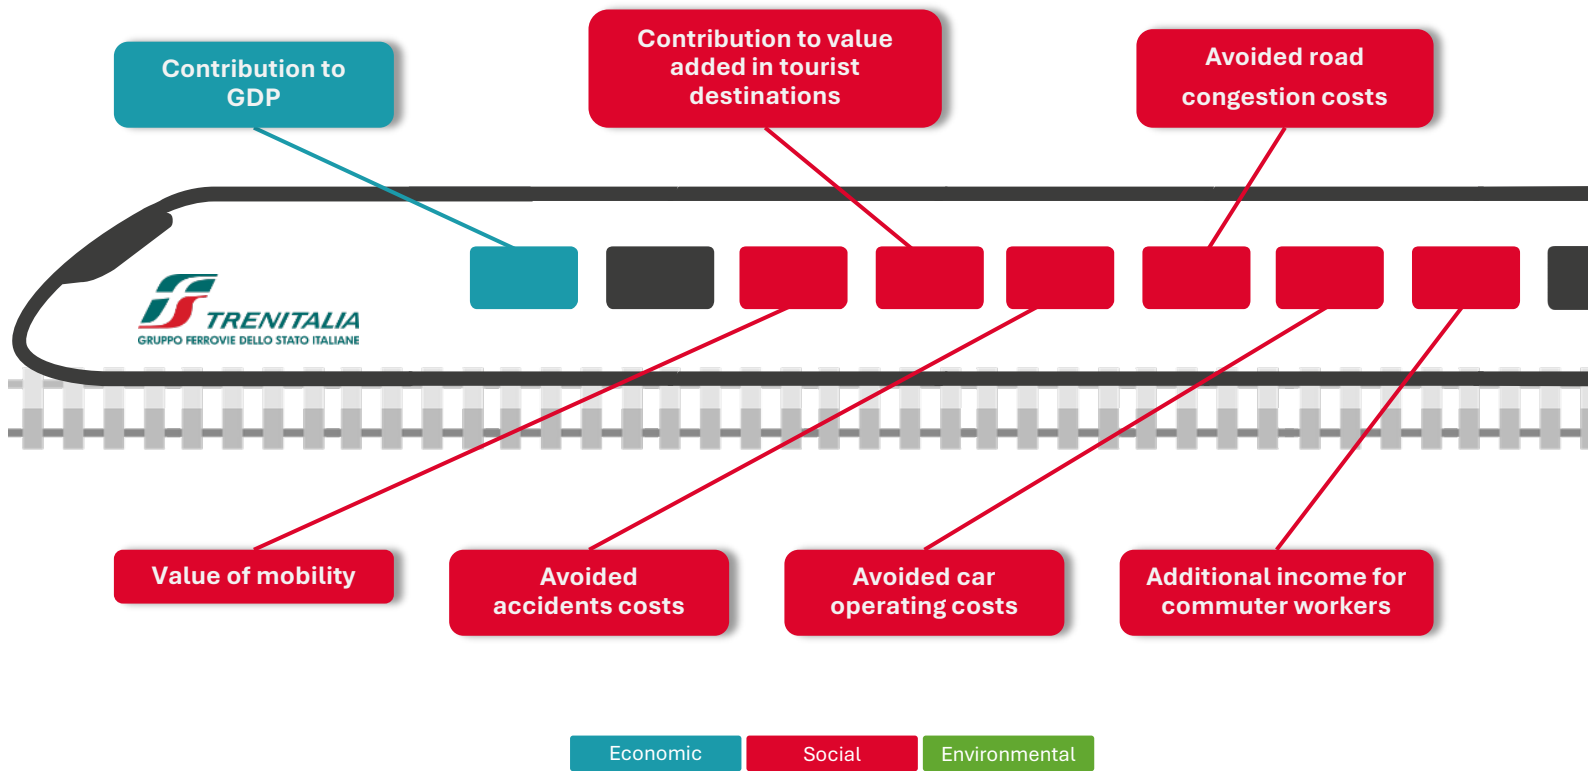 Contribution to
GDP
Contribution to value
added in tourist
destinations
Avoided road
congestion costs
TRENITALIA
GRUPPO FERROVIE DELLO STATO ITALIANE
Value of mobility
Avoided
accidents costs
Avoided car
operating costs
Additional income for
commuter workers
Economic
Social
Environmental